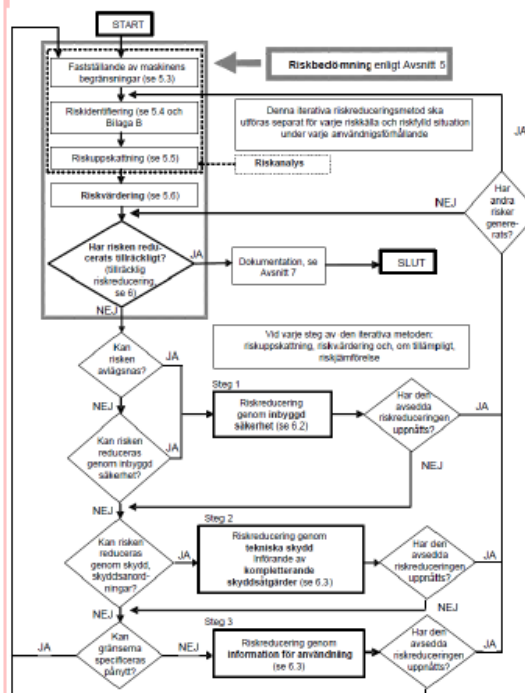 START
Fastställande av maskinens
begränsningar (se 5.3)
Riskbedömning enligt Avsnitt 5
Riskidentifiering (se 5.4 och
Bilaga B
Denna iterativa riskreduceringsmetod ska
utföras separat för varje riskkälla och riskfylld situation
under varje användnigsförhållande
JA
Riskuppskattning (se 5.5)
Riskanalys
Riskvärdering (se 5.6)
NEJ
Har
andra
risker
genere-
rats?
Har risken redu-
cerats tillräckligt?
(tillräcklig
riskreducering,
se 6)
JA
Dokumentation, se
Avsnitt 7
SLUT
NEJ
Vid varje steg av den iterativa metoden:
riskuppskattning, riskvärdering och, om tillämpligt,
riskjämförelse
Kan
risken
avlägsnas?
JA
Steg 1
Riskreducering
genom inbyggd
säkerhet (se 6.2)
Har den
avsedda
riskreduceringen
uppnåtts?
JA
NEJ
Kan risken
reduceras
genom inbyggd
säkerhet?
JA
NEJ
NEJ
Steg 2
Kan risken
reduceras
genom skydd,
skyddsanord-
ningar?
JA
Riskreducering genom
tekniska skydd
Införande av
kompletterande
skyddsåtgärder (se 6.3)
Har den
avsedda
riskreduceringen
uppnåtts?
JA
NEJ
NEJ
Steg 3
JA
Kan
gränserna
specificeras
på nytt?
NEJ
Riskreducering genom
information för användning
(se 6.3)
Har den
avsedda
riskreduceringen
uppnåtts?
JA